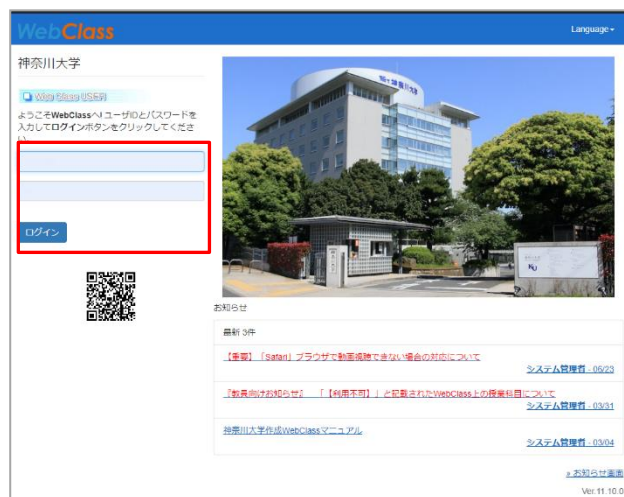 WebClass
Language
神奈川大学
Web Class USER
ようこそWebClassへ! ユーザIDとパスワードを
入力してログインボタンをクリックしてくださ
い。
ログイン
KU
お知らせ
最新 3件
【重要】「Safari」ブラウザで動画視聴できない場合の対応について
システム管理者 - 06/23
『教員向けお知らせ』 「【利用不可】」と記載されたWebClass上の授業科目について
システム管理者 - 03/31
神奈川大学作成WebClassマニュアル
システム管理者 - 03/04
» お知らせ画面
Ver.11.10.0